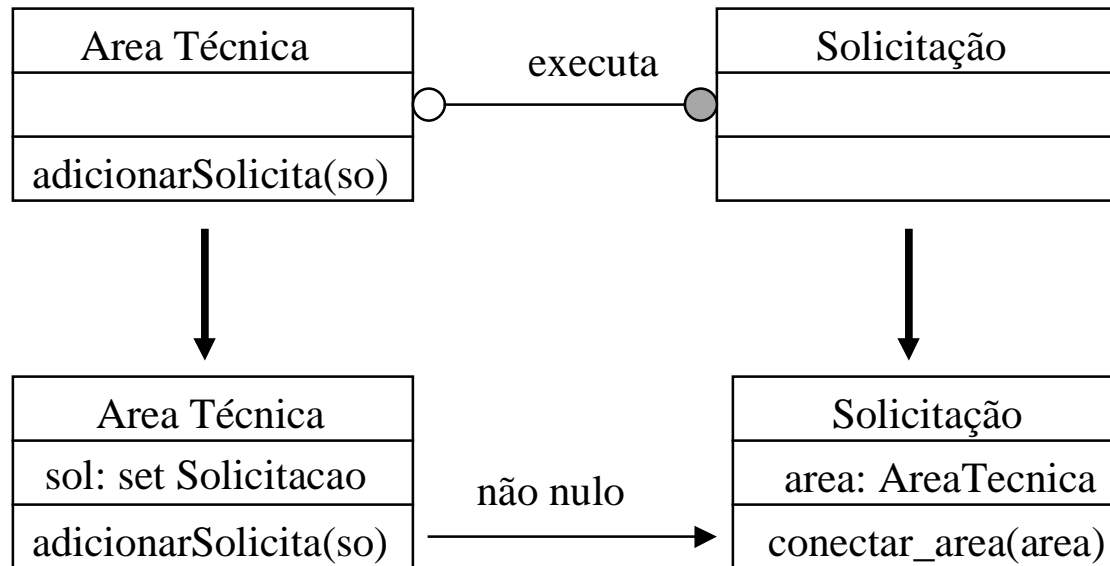 Area Técnica
executa
Solicitação
adicionarSolicita(so)
Area Técnica
Solicitação
sol: set Solicitacao
não nulo
area: AreaTecnica
adicionarSolicita(so)
conectar_area(area)